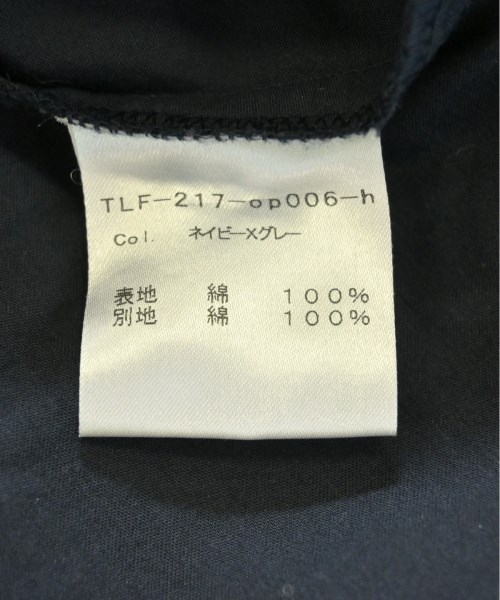 TLF-217-op006-h
Col. ネイビーXグレー
表地 綿 100%
別地 綿 100%